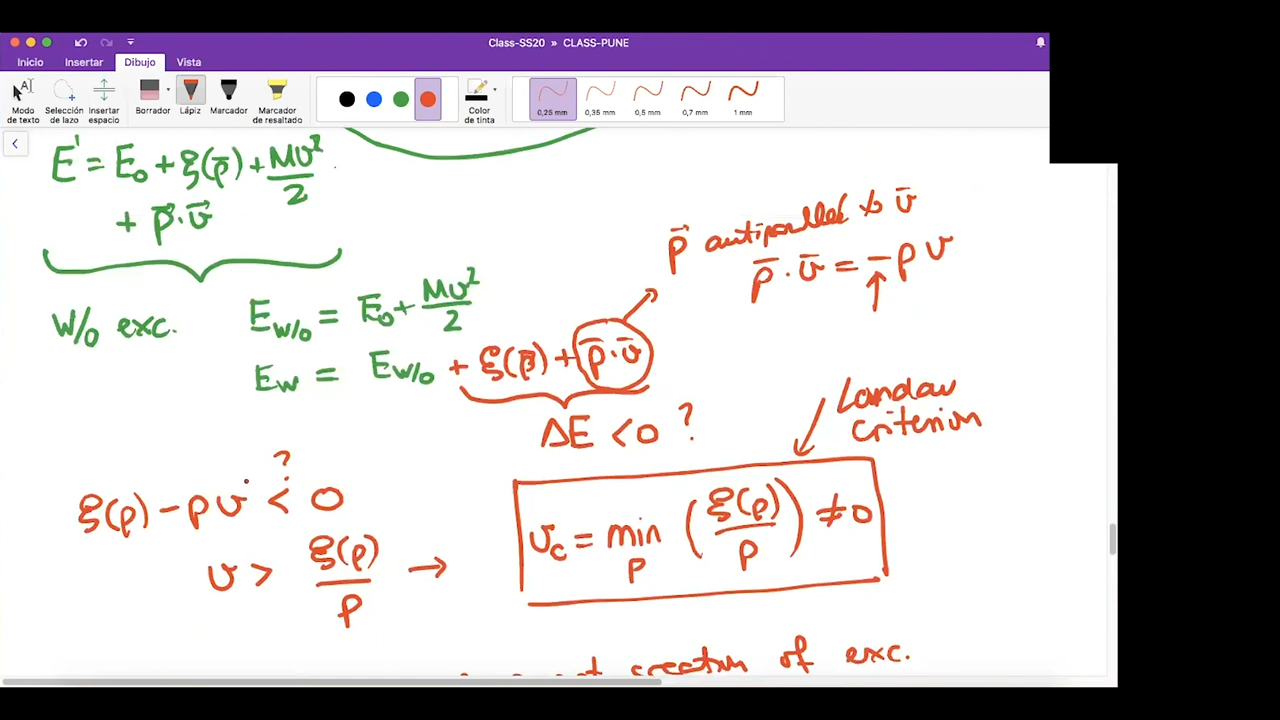 Class-SS20 » CLASS-PUNE
Inicio Insertar Dibujo Vista
Modo de texto
Selección de lazo
Insertar espacio
Borrador
Lápiz
Marcador
Marcador de resaltado
Color de tinta
0,25 mm 0,35 mm 0,5 mm 0,7 mm 1 mm
E' = E₀ + ξ(p̄) + Mv²/2
+ p⃗·v⃗
p⃗ antiparallel to v̄
p̄·v̄ = -pv
W/o exc. E_w/o = E₀ + Mv²/2
E_w = E_w/o + ξ(p̄) + p̄·v̄
ΔE < 0 ?
Landau criterium
ξ(p) - pv <? 0
v > ξ(p)/p →
v_c = min_p (ξ(p)/p) ≠ 0
creation of exc.